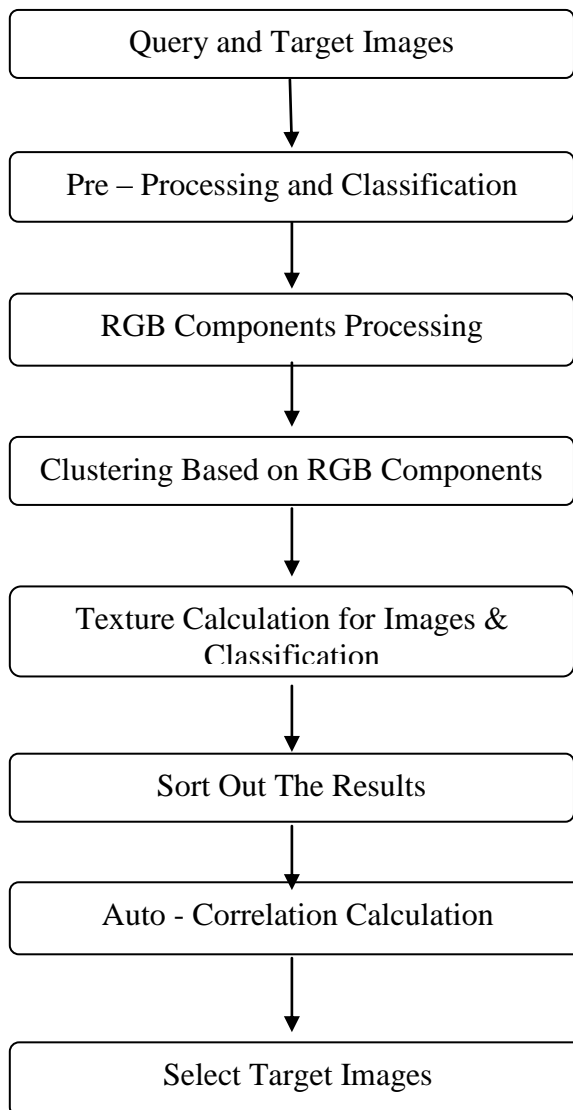 Query and Target Images
Pre – Processing and Classification
RGB Components Processing
Clustering Based on RGB Components
Texture Calculation for Images &
Classification
Sort Out The Results
Auto - Correlation Calculation
Select Target Images